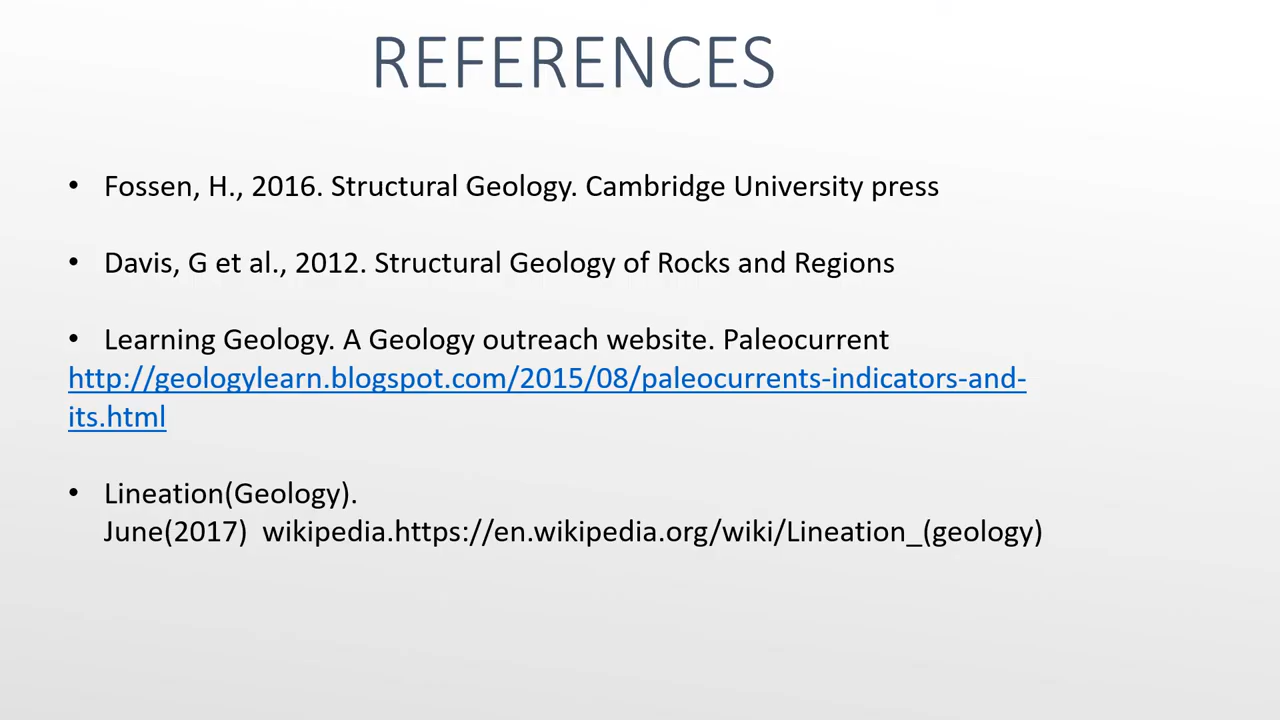 REFERENCES
• Fossen, H., 2016. Structural Geology. Cambridge University press
• Davis, G et al., 2012. Structural Geology of Rocks and Regions
• Learning Geology. A Geology outreach website. Paleocurrent
http://geologylearn.blogspot.com/2015/08/paleocurrents-indicators-and-
its.html
• Lineation(Geology).
June(2017)  wikipedia.https://en.wikipedia.org/wiki/Lineation_(geology)